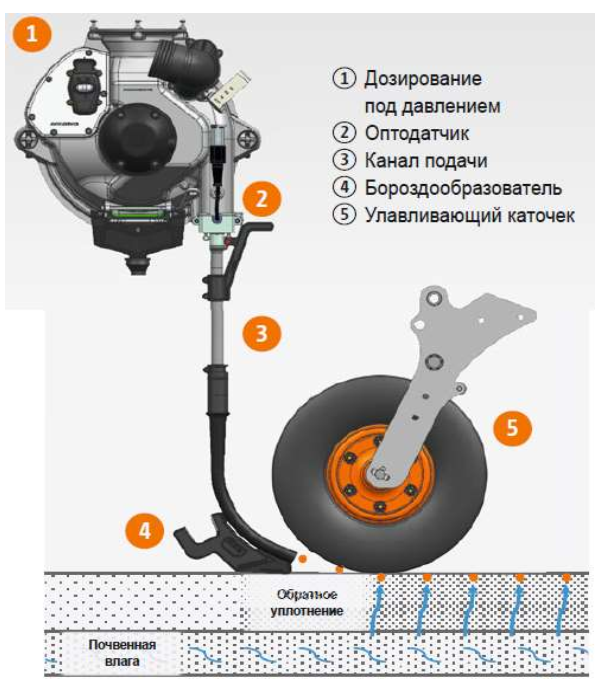 1
① Дозирование
под давлением
② Оптодатчик
③ Канал подачи
④ Бороздообразователь
⑤ Улавливающий каточек
2
3
5
4
Обратное
уплотнение
Почвенная
влага